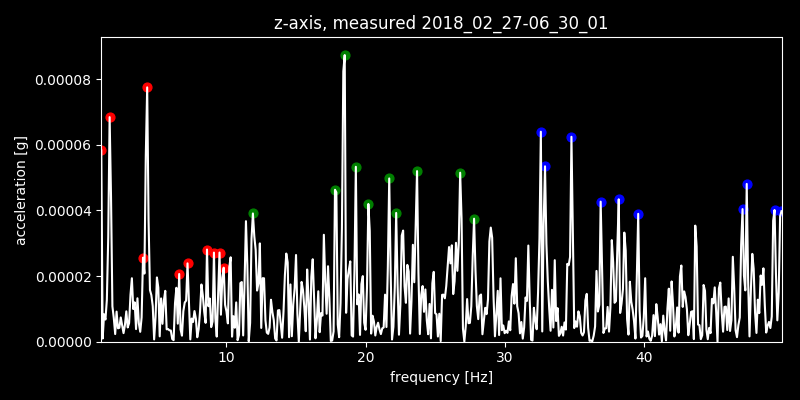 z-axis, measured 2018_02_27-06_30_01
acceleration [g]
0.00008
0.00006
0.00004
0.00002
0.00000
10 20 30 40
frequency [Hz]